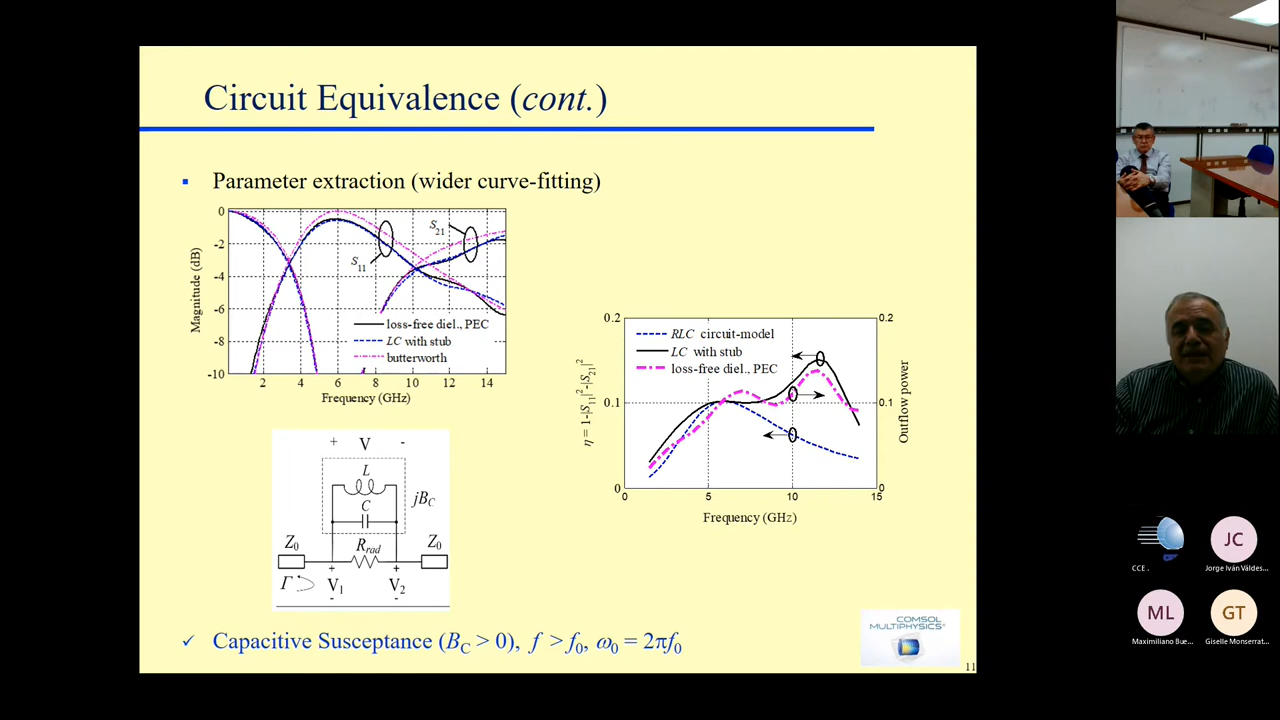 Circuit Equivalence (cont.)
▪ Parameter extraction (wider curve-fitting)
0
-2
-4
-6
-8
-10
Magnitude (dB)
S21
S11
loss-free diel., PEC
LC with stub
butterworth
2 4 6 8 10 12 14
Frequency (GHz)
0.2
0.1
0
η = 1-|S11|²-|S21|²
RLC circuit-model
LC with stub
loss-free diel., PEC
0.2
0.1
0
Outflow power
0 5 10 15
Frequency (GHz)
+ V -
L
C
jBC
Z0 Rrad Z0
Γ + V1 - + V2 -
✓ Capacitive Susceptance (BC > 0), f > f0, ω0 = 2πf0
COMSOL
MULTIPHYSICS®
11
CCE .
JC
Jorge Iván Váldes...
ML
Maximiliano Bue...
GT
Giselle Monserrat...